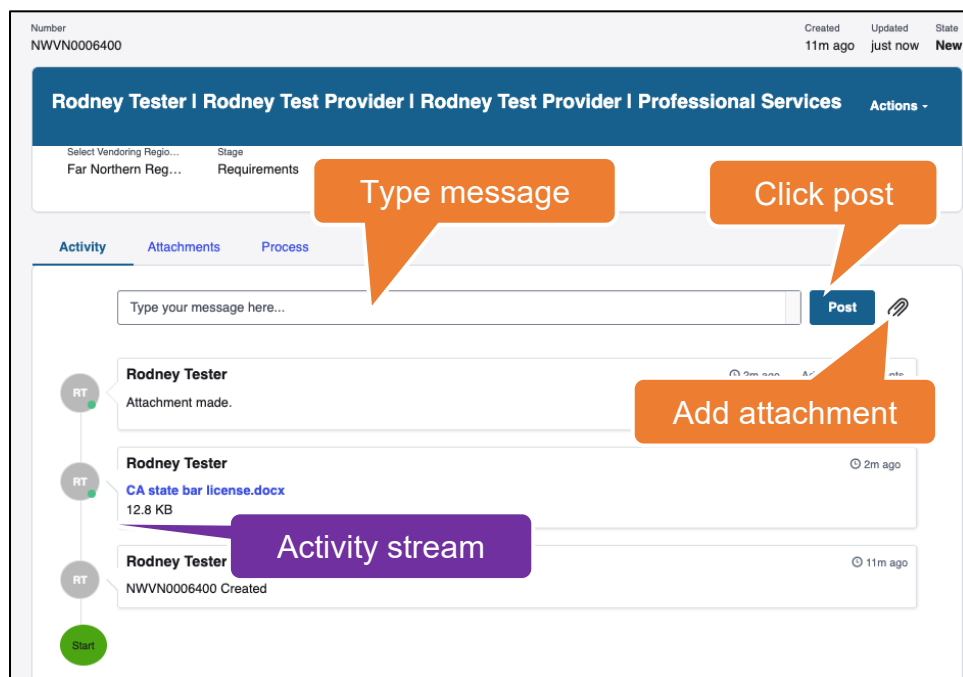 Number
NWVN0006400
Created Updated State
11m ago just now New
Rodney Tester | Rodney Test Provider | Rodney Test Provider | Professional Services
Actions
Select Vendoring Regio... Stage
Far Northern Reg... Requirements
Type message
Click post
Activity Attachments Process
Type your message here...
Post
RT
Rodney Tester
2m ago
Attachment made.
Add attachment
RT
Rodney Tester
2m ago
CA state bar license.docx
12.8 KB
Activity stream
RT
Rodney Tester
11m ago
NWVN0006400 Created
Start